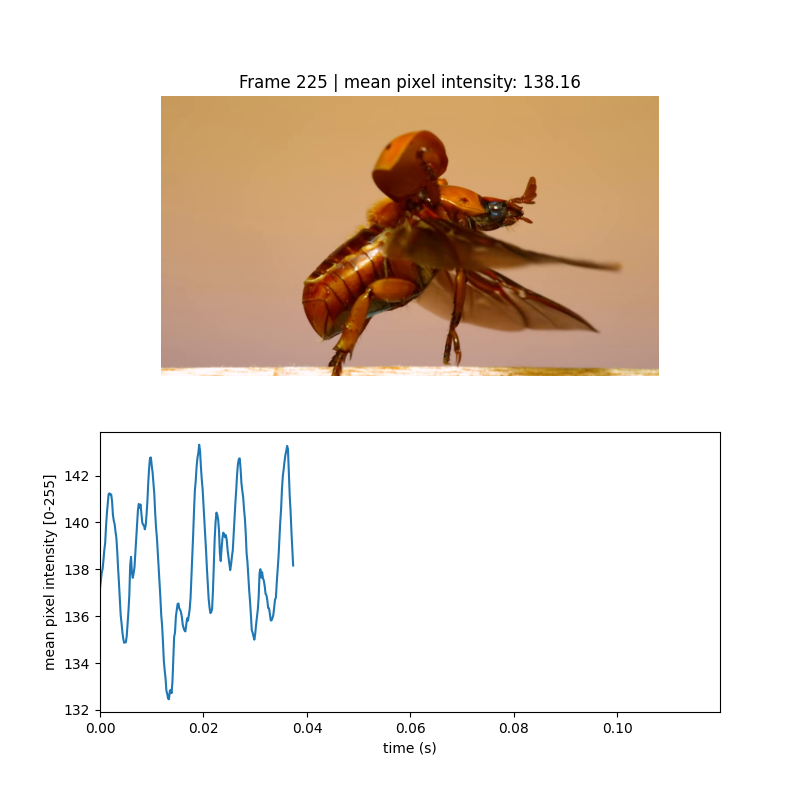 Frame 225 | mean pixel intensity: 138.16
mean pixel intensity [0-255]
142
140
138
136
134
132
0.00 0.02 0.04 0.06 0.08 0.10
time (s)